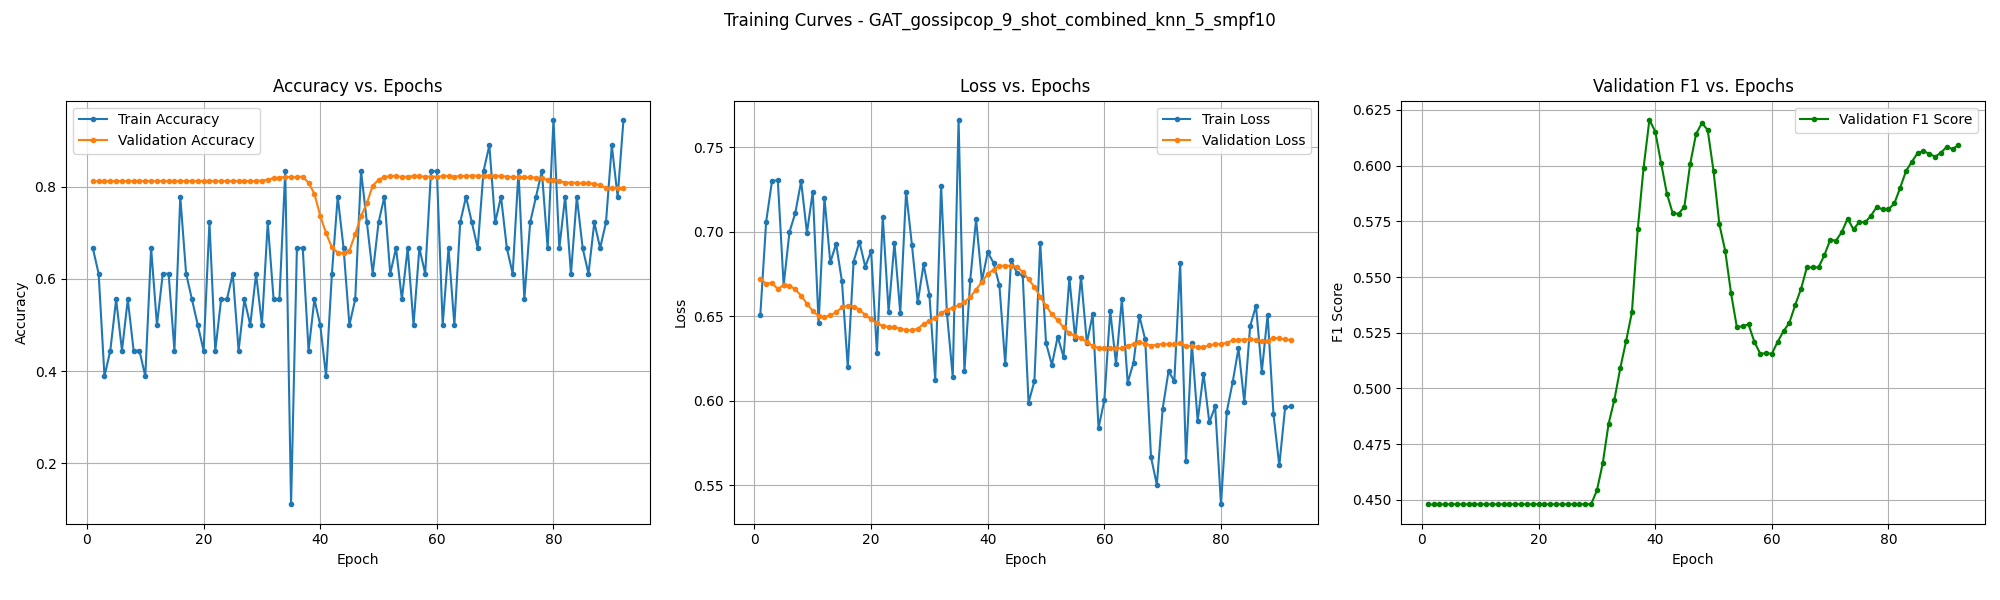 Training Curves - GAT_gossipcop_9_shot_combined_knn_5_smpf10
Accuracy vs. Epochs
Train Accuracy
Validation Accuracy
Accuracy
0.8
0.6
0.4
0.2
0 20 40 60 80
Epoch
Loss vs. Epochs
Train Loss
Validation Loss
Loss
0.75
0.70
0.65
0.60
0.55
0 20 40 60 80
Epoch
Validation F1 vs. Epochs
Validation F1 Score
F1 Score
0.625
0.600
0.575
0.550
0.525
0.500
0.475
0.450
0 20 40 60 80
Epoch